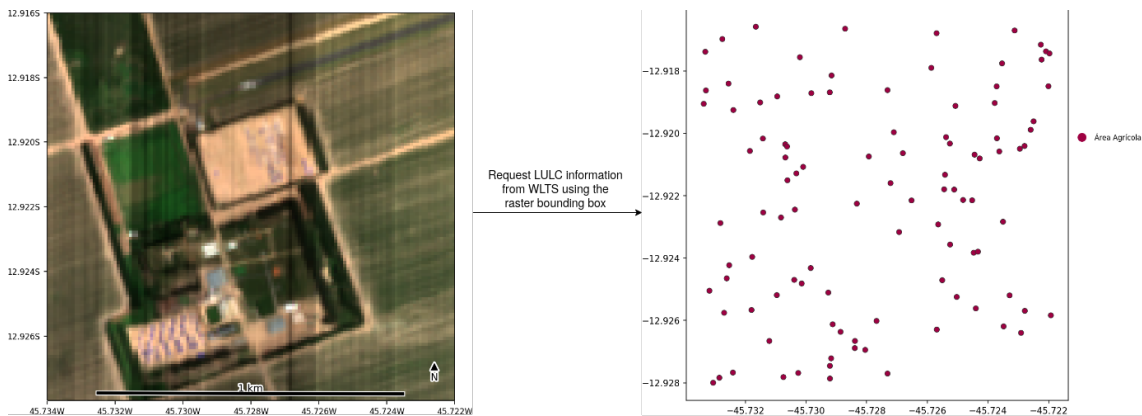 12.916S
12.918S
12.920S
12.922S
12.924S
12.926S
45.734W 45.732W 45.730W 45.728W 45.726W 45.724W 45.722W
1 km
N
Request LULC information
from WLTS using the
raster bounding box
−12.918
−12.920
−12.922
−12.924
−12.926
−12.928
−45.732 −45.730 −45.728 −45.726 −45.724 −45.722
Área Agrícola